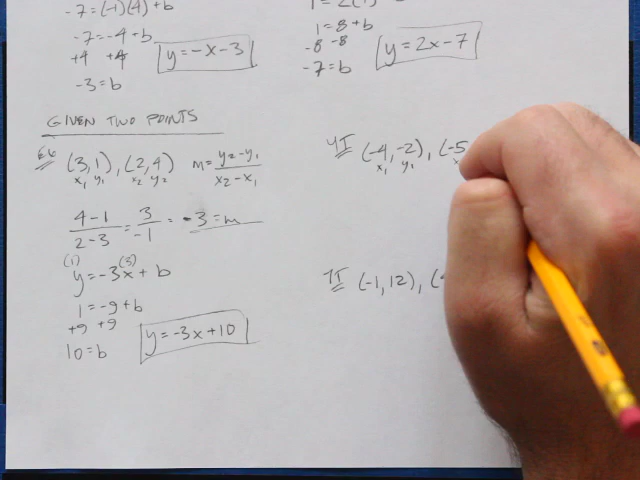 -7=(-1)(4)+b
-7=-4+b
+4 +4
-3=b
y=-x-3
1=8+b
-8 -8
-7=b
y=2x-7
GIVEN TWO POINTS
EX (3,1), (2,4) m=y₂-y₁/x₂-x₁
x₁ y₁ x₂ y₂
4-1/2-3=3/-1=-3=m
(1) (3)
y=-3x+b
1=-9+b
+9 +9
10=b
y=-3x+10
YT (-4,-2), (-5
x₁ y₁
YT (-1,12), (-